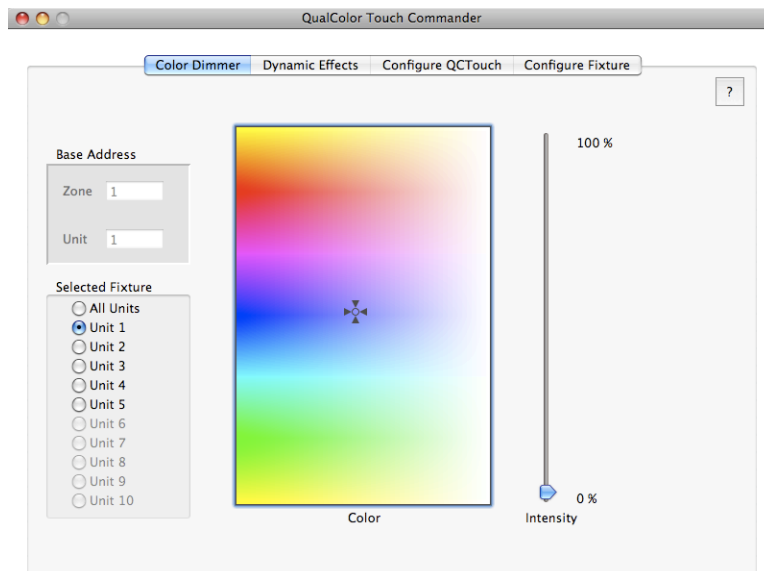 QualColor Touch Commander
Color Dimmer Dynamic Effects Configure QCTouch Configure Fixture
?
Base Address
Zone 1
Unit 1
Selected Fixture
All Units
Unit 1
Unit 2
Unit 3
Unit 4
Unit 5
Unit 6
Unit 7
Unit 8
Unit 9
Unit 10
Color
100 %
0 %
Intensity